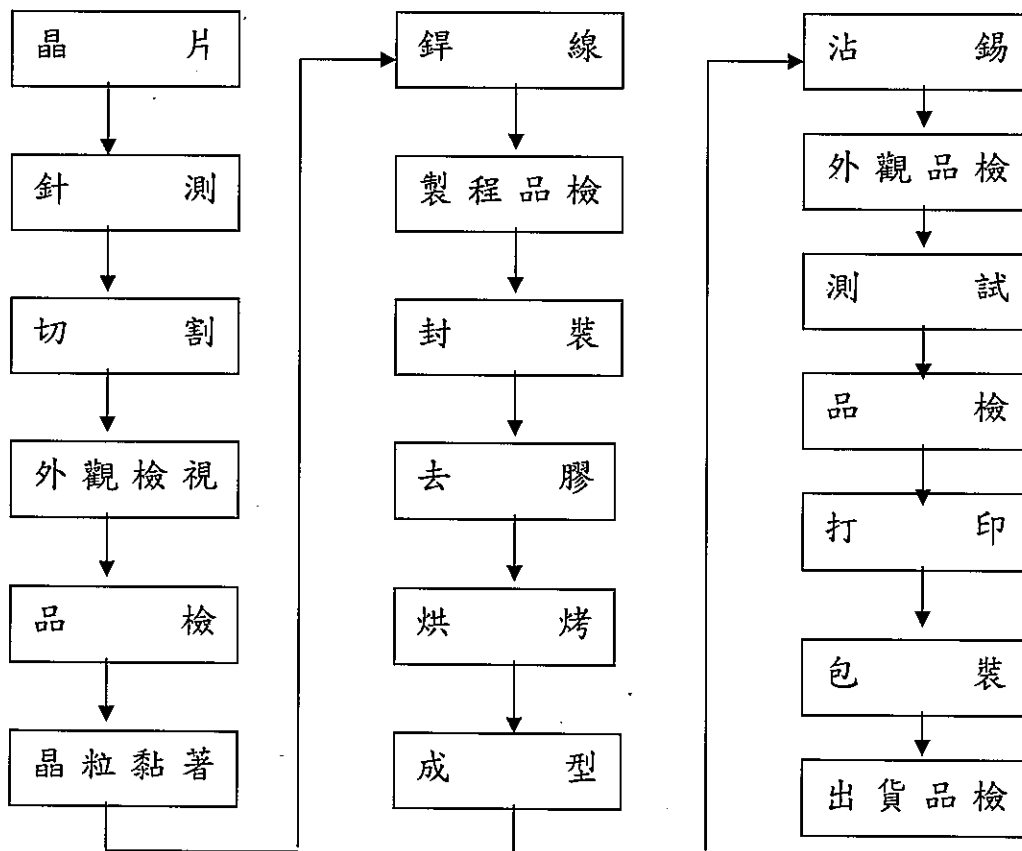 晶片
針測
切割
外觀檢視
品檢
晶粒黏著
銲線
製程品檢
封裝
去膠
烘烤
成型
沾錫
外觀品檢
測試
品檢
打印
包裝
出貨品檢